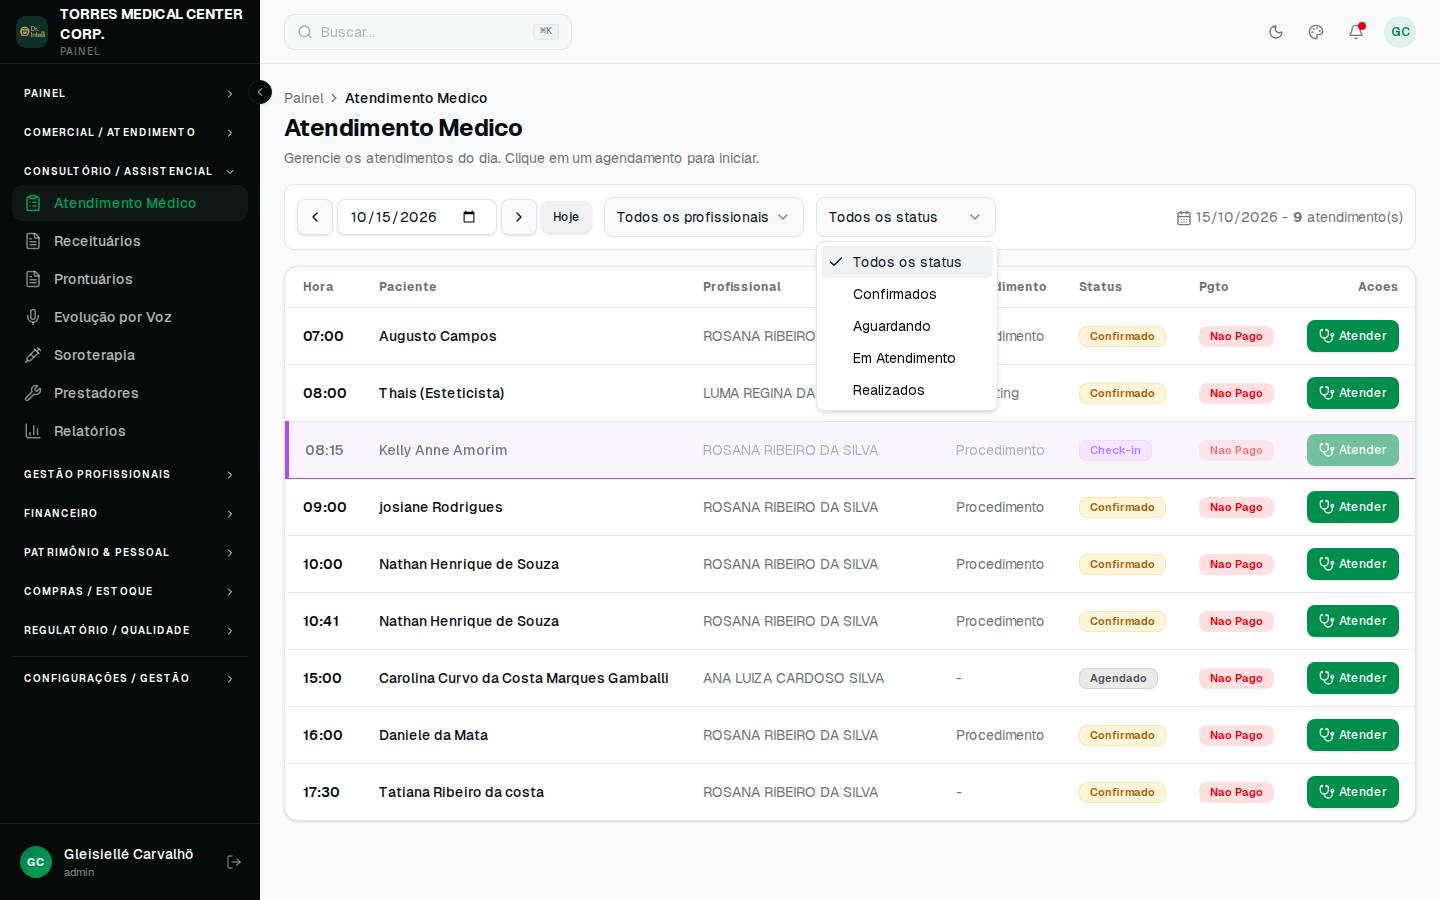 TORRES MEDICAL CENTER
CORP.
PAINEL
PAINEL
COMERCIAL / ATENDIMENTO
CONSULTÓRIO / ASSISTENCIAL
Atendimento Médico
Receituários
Prontuários
Evolução por Voz
Soroterapia
Prestadores
Relatórios
GESTÃO PROFISSIONAIS
FINANCEIRO
PATRIMÔNIO & PESSOAL
COMPRAS / ESTOQUE
REGULATÓRIO / QUALIDADE
CONFIGURAÇÕES / GESTÃO
GC
Gleisiellé Carvalhö
admin
Buscar...
⌘K
GC
Painel > Atendimento Medico
Atendimento Medico
Gerencie os atendimentos do dia. Clique em um agendamento para iniciar.
10/15/2026
Hoje
Todos os profissionais
Todos os status
15/10/2026 - 9 atendimento(s)
Todos os status
Confirmados
Aguardando
Em Atendimento
Realizados
Hora Paciente Profissional dimento Status Pgto Acoes
07:00 Augusto Campos ROSANA RIBEIRO dimento Confirmado Nao Pago Atender
08:00 Thais (Esteticista) LUMA REGINA DA ting Confirmado Nao Pago Atender
08:15 Kelly Anne Amorim ROSANA RIBEIRO DA SILVA Procedimento Check-in Nao Pago Atender
09:00 josiane Rodrigues ROSANA RIBEIRO DA SILVA Procedimento Confirmado Nao Pago Atender
10:00 Nathan Henrique de Souza ROSANA RIBEIRO DA SILVA Procedimento Confirmado Nao Pago Atender
10:41 Nathan Henrique de Souza ROSANA RIBEIRO DA SILVA Procedimento Confirmado Nao Pago Atender
15:00 Carolina Curvo da Costa Marques Gamballi ANA LUIZA CARDOSO SILVA - Agendado Nao Pago Atender
16:00 Daniele da Mata ROSANA RIBEIRO DA SILVA Procedimento Confirmado Nao Pago Atender
17:30 Tatiana Ribeiro da costa ROSANA RIBEIRO DA SILVA - Confirmado Nao Pago Atender